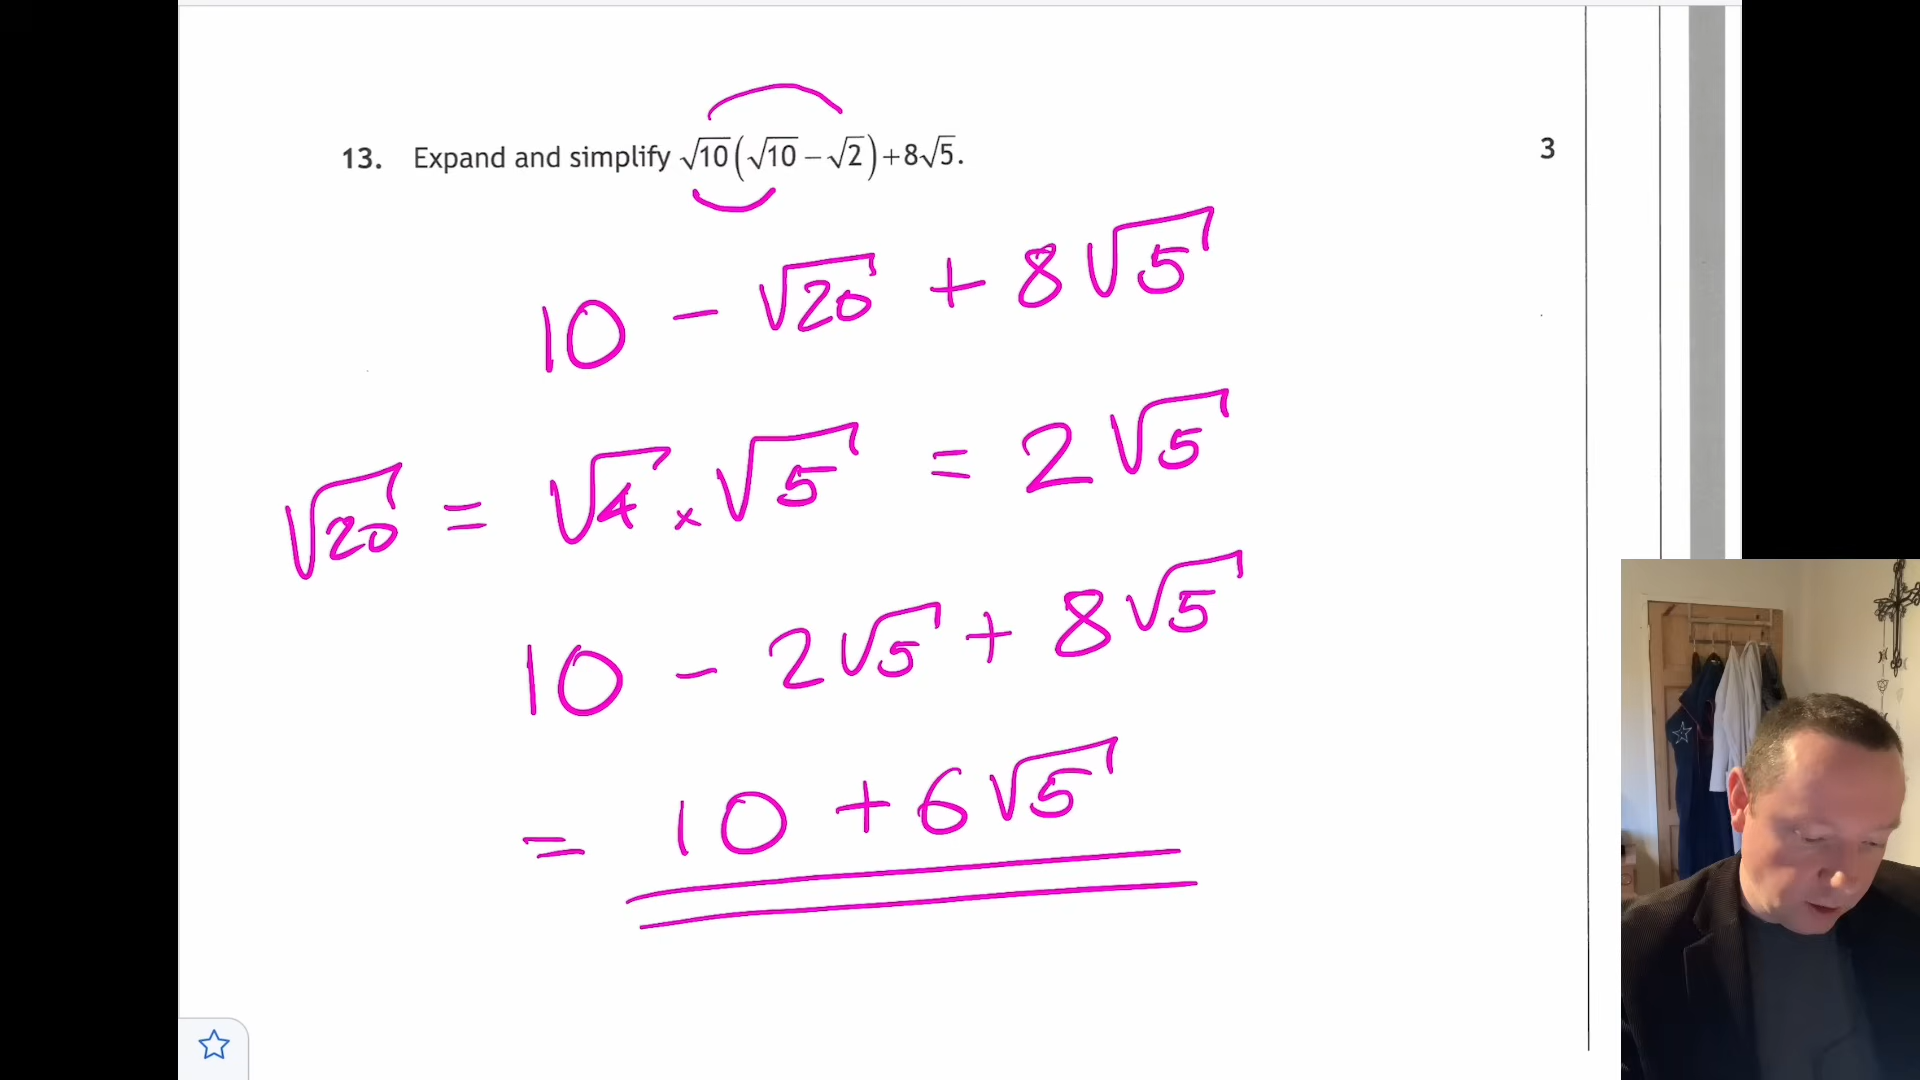 13. Expand and simplify √10(√10 − √2)+8√5. 3
10 − √20 + 8√5
√20 = √4 × √5 = 2√5
10 − 2√5 + 8√5
= 10 + 6√5